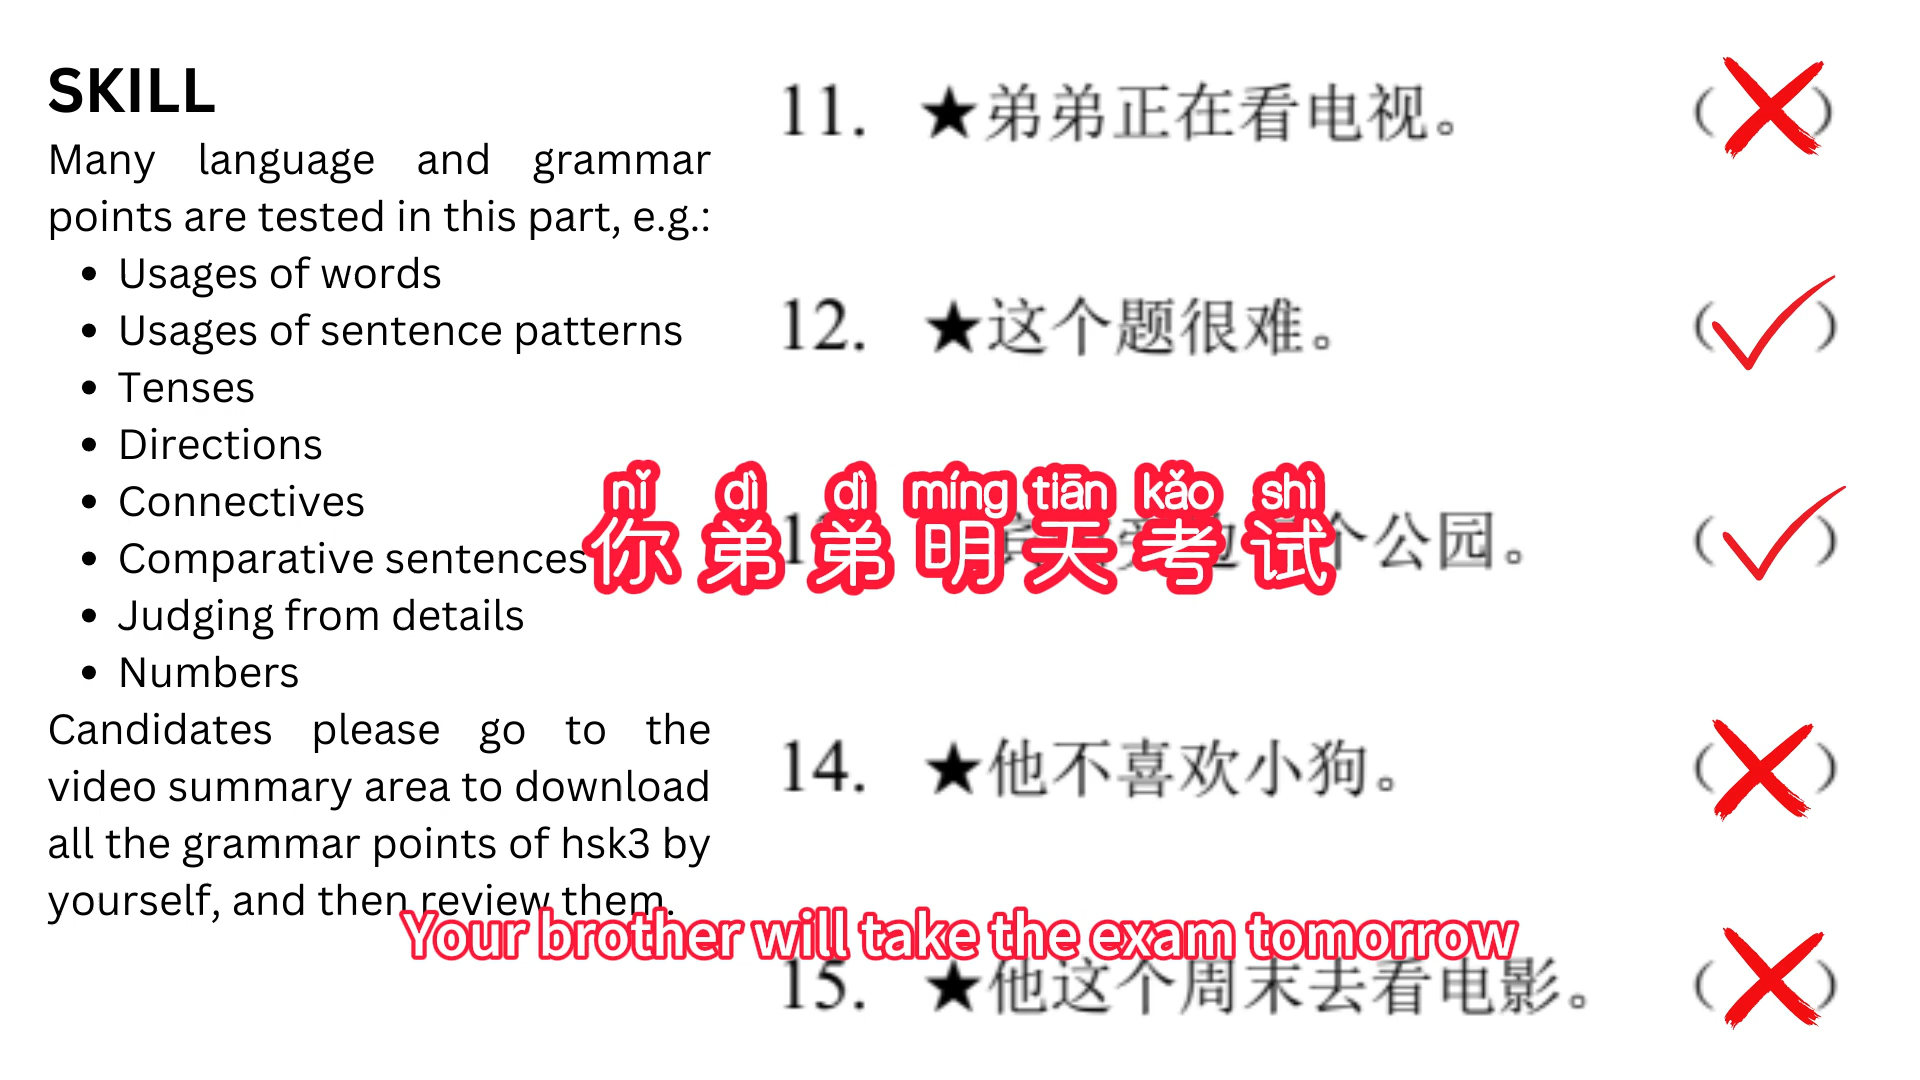 SKILL
Many language and grammar
points are tested in this part, e.g.:
• Usages of words
• Usages of sentence patterns
• Tenses
• Directions
• Connectives
• Comparative sentences
• Judging from details
• Numbers
Candidates please go to the
video summary area to download
all the grammar points of hsk3 by
yourself, and then review them.
11. ★弟弟正在看电视。 ( )
12. ★这个题很难。 ( )
个公园。 ( )
14. ★他不喜欢小狗。 ( )
15. ★他这个周末去看电影。 ( )
nǐ dì dì míng tiān kǎo shì
你弟弟明天考试
Your brother will take the exam tomorrow